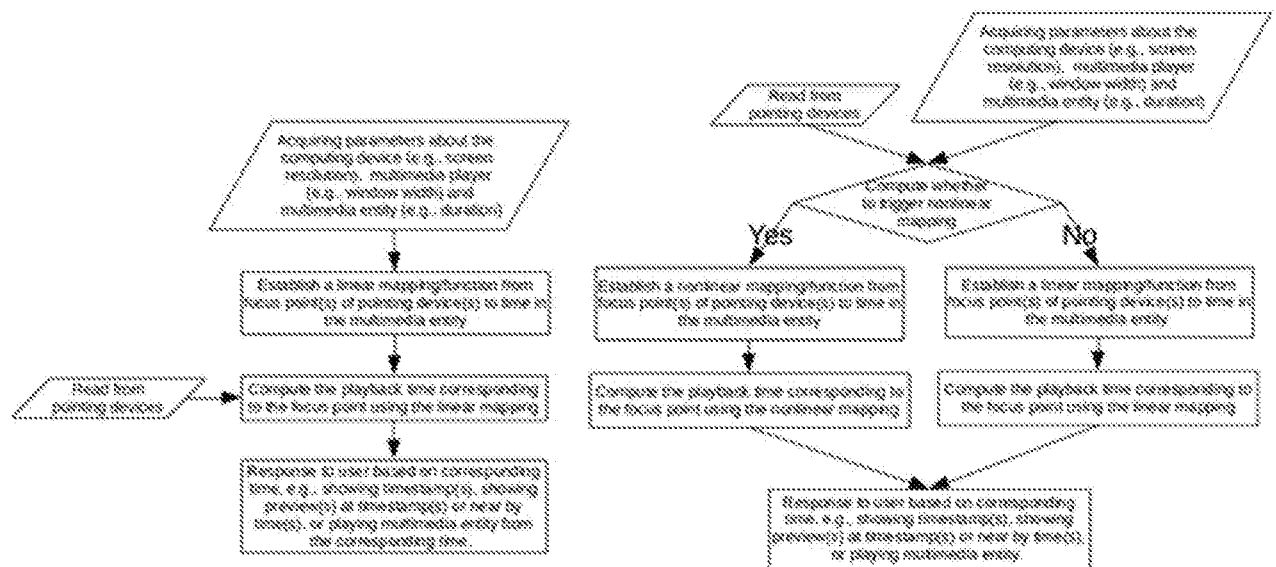 Acquiring parameters about the
computing device (e.g., screen
resolution), multimedia player
(e.g., window width) and
multimedia entity (e.g., duration)
Establish a linear mapping/function from
focus point(s) of pointing device(s) to time in
the multimedia entity
Read from
pointing devices
Compute the playback time corresponding
to the focus point using the linear mapping
Response to user based on corresponding
time, e.g., showing timestamp(s), showing
preview(s) at timestamp(s) or near by
time(s), or playing multimedia entity from
the corresponding time.
Read from
pointing devices
Acquiring parameters about the
computing device (e.g., screen
resolution), multimedia player
(e.g., window width) and
multimedia entity (e.g., duration)
Compute whether
to trigger nonlinear
mapping
Yes
No
Establish a nonlinear mapping/function from
focus point(s) of pointing device(s) to time in
the multimedia entity
Establish a linear mapping/function from
focus point(s) of pointing device(s) to time in
the multimedia entity
Compute the playback time corresponding to
the focus point using the nonlinear mapping
Compute the playback time corresponding to
the focus point using the linear mapping
Response to user based on corresponding
time, e.g., showing timestamp(s), showing
preview(s) at timestamp(s) or near by time(s),
or playing multimedia entity.